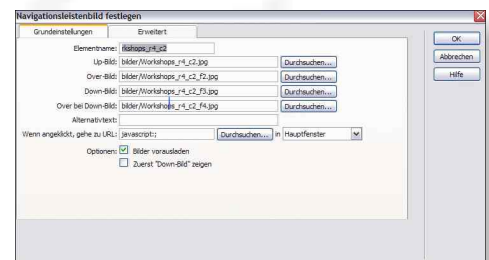 Navigationsleistenbild festlegen
Grundeinstellungen Erweitert
OK
Abbrechen
Hilfe
Elementname: rkshops_r4_c2
Up-Bild: bilder/Workshops_r4_c2.jpg Durchsuchen...
Over-Bild: bilder/Workshops_r4_c2_f2.jpg Durchsuchen...
Down-Bild: bilder/Workshops_r4_c2_f3.jpg Durchsuchen...
Over bei Down-Bild: bilder/Workshops_r4_c2_f4.jpg Durchsuchen...
Alternativtext:
Wenn angeklickt, gehe zu URL: javascript:; Durchsuchen... in Hauptfenster
Optionen: Bilder vorausladen
Zuerst "Down-Bild" zeigen